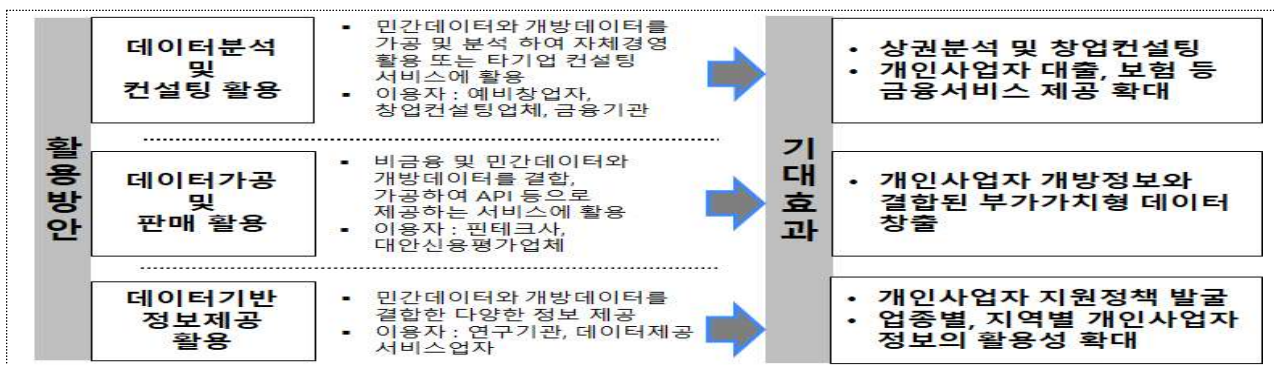 활용방안
데이터분석
및
컨설팅 활용
▪ 민간데이터와 개방데이터를
가공 및 분석 하여 자체경영
활용 또는 타기업 컨설팅
서비스에 활용
▪ 이용자 : 예비창업자,
창업컨설팅업체, 금융기관
데이터가공
및
판매 활용
▪ 비금융 및 민간데이터와
개방데이터를 결합,
가공하여 API 등으로
제공하는 서비스에 활용
▪ 이용자 : 핀테크사,
대안신용평가업체
데이터기반
정보제공
활용
▪ 민간데이터와 개방데이터를
결합한 다양한 정보 제공
▪ 이용자 : 연구기관, 데이터제공
서비스업자
기대효과
• 상권분석 및 창업컨설팅
• 개인사업자 대출, 보험 등
금융서비스 제공 확대
• 개인사업자 개방정보와
결합된 부가가치형 데이터
창출
• 개인사업자 지원정책 발굴
• 업종별, 지역별 개인사업자
정보의 활용성 확대